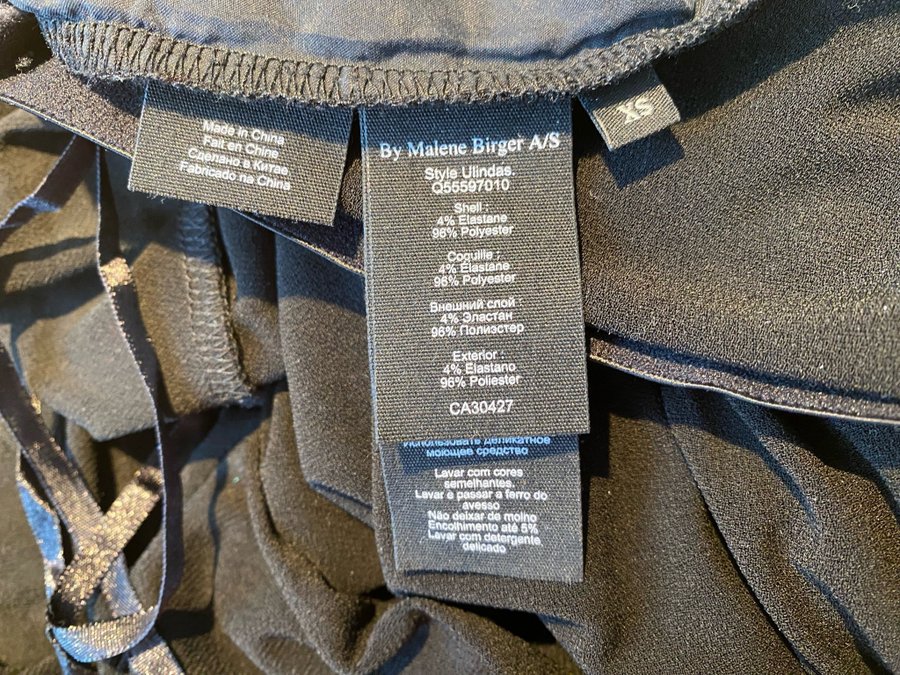 Made in China
Fait en Chine
Сделано в Китае
Fabricado na China
By Malene Birger A/S
Style Ulindas
Q55597010
Shell :
4% Elastane
96% Polyester
Coquille :
4% Elastane
96% Polyester
Внешний слой :
4% Эластан
96% Полиэстер
Exterior :
4% Elastano
96% Poliester
CA30427
Использовать деликатное
моющее средство
Lavar com cores
semelhantes.
Lavar e passar a ferro do
avesso
Não deixar de molho
Encolhimento até 5%
Lavar com detergente
delicado
XS